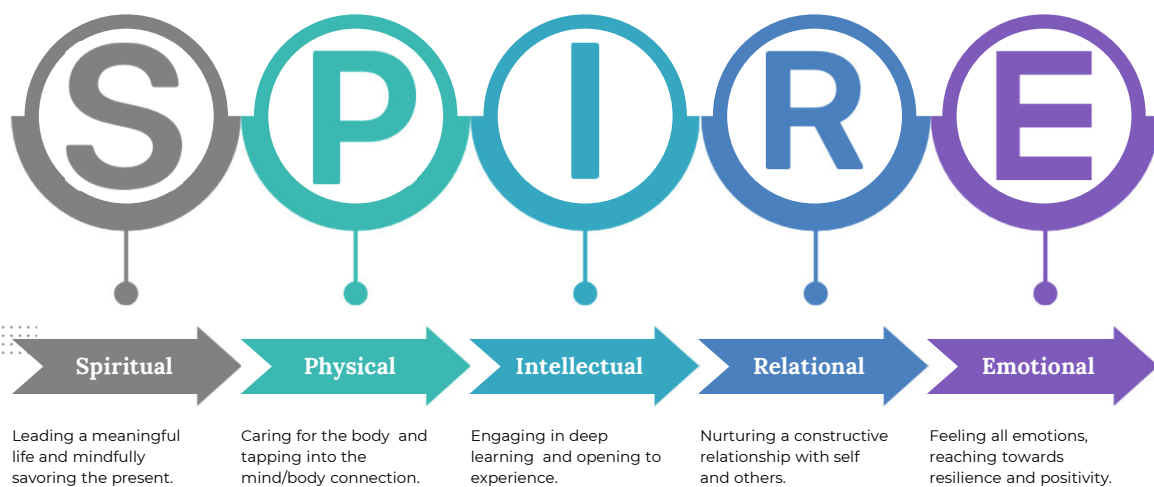 S P I R E
Spiritual
Physical
Intellectual
Relational
Emotional
Leading a meaningful
life and mindfully
savoring the present.
Caring for the body and
tapping into the
mind/body connection.
Engaging in deep
learning and opening to
experience.
Nurturing a constructive
relationship with self
and others.
Feeling all emotions,
reaching towards
resilience and positivity.